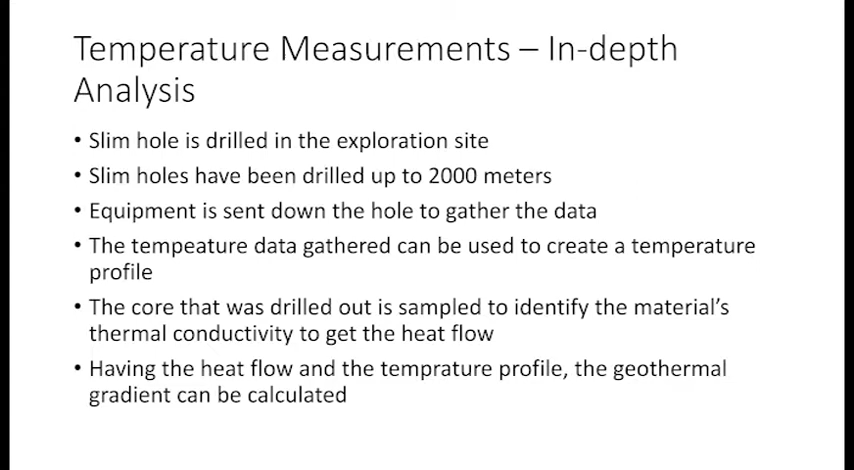 Temperature Measurements – In-depth
Analysis
• Slim hole is drilled in the exploration site
• Slim holes have been drilled up to 2000 meters
• Equipment is sent down the hole to gather the data
• The tempeature data gathered can be used to create a temperature
profile
• The core that was drilled out is sampled to identify the material’s
thermal conductivity to get the heat flow
• Having the heat flow and the temprature profile, the geothermal
gradient can be calculated